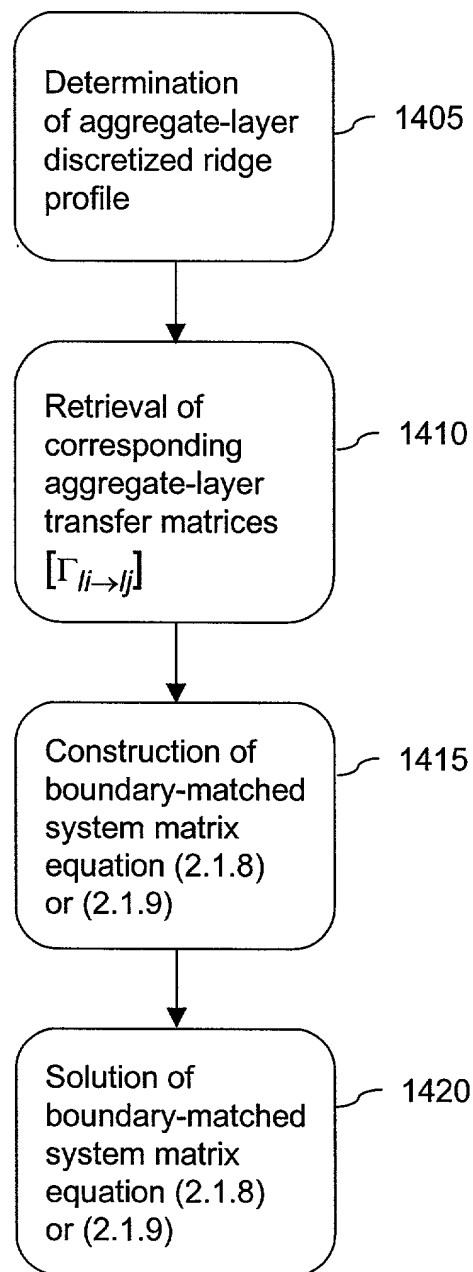 Determination
of aggregate-layer
discretized ridge
profile
1405
Retrieval of
corresponding
aggregate-layer
transfer matrices
[Γli→lj]
1410
Construction of
boundary-matched
system matrix
equation (2.1.8)
or (2.1.9)
1415
Solution of
boundary-matched
system matrix
equation (2.1.8)
or (2.1.9)
1420